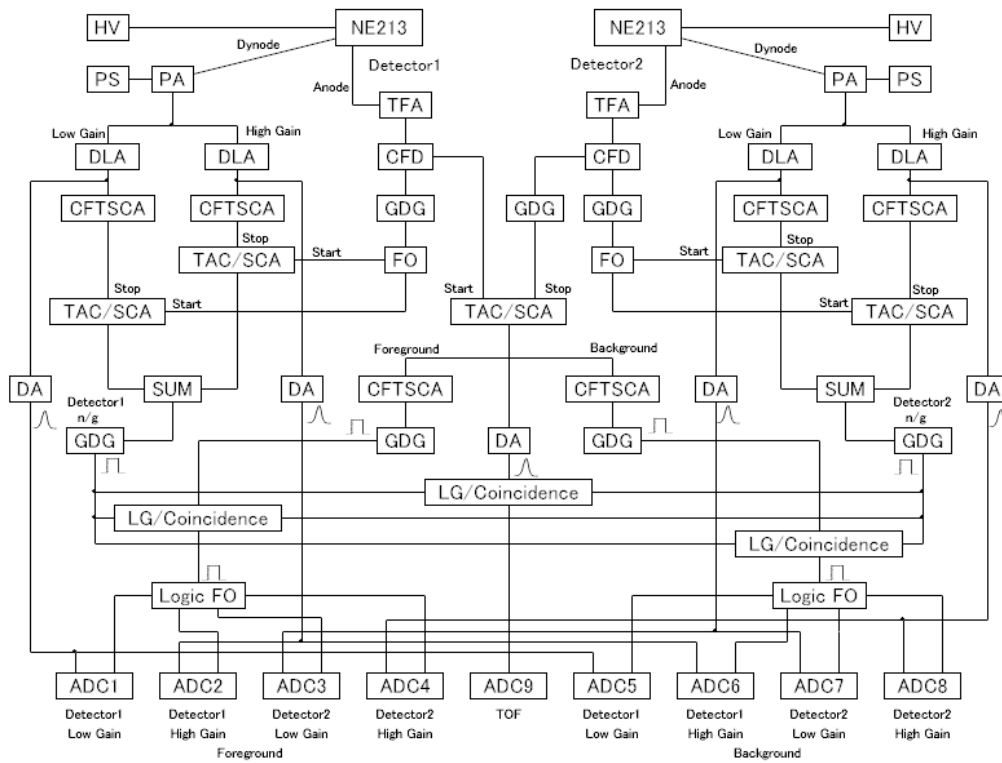 HV NE213 NE213 HV
Dynode Dynode
PS PA Detector1 Detector2 PA PS
Anode Anode
TFA TFA
Low Gain High Gain Low Gain High Gain
DLA DLA CFD CFD DLA DLA
CFTSCA CFTSCA GDG GDG GDG CFTSCA CFTSCA
Stop Stop
TAC/SCA Start FO FO Start TAC/SCA
Stop Start Stop Stop
TAC/SCA Start TAC/SCA Start TAC/SCA
Foreground Background
DA SUM DA CFTSCA CFTSCA DA SUM DA
Detector1 Detector2
n/g n/g
GDG GDG DA GDG GDG
LG/Coincidence
LG/Coincidence
LG/Coincidence
Logic FO Logic FO
ADC1 ADC2 ADC3 ADC4 ADC9 ADC5 ADC6 ADC7 ADC8
Detector1 Detector1 Detector2 Detector2 TOF Detector1 Detector1 Detector2 Detector2
Low Gain High Gain Low Gain High Gain Low Gain High Gain Low Gain High Gain
Foreground Background